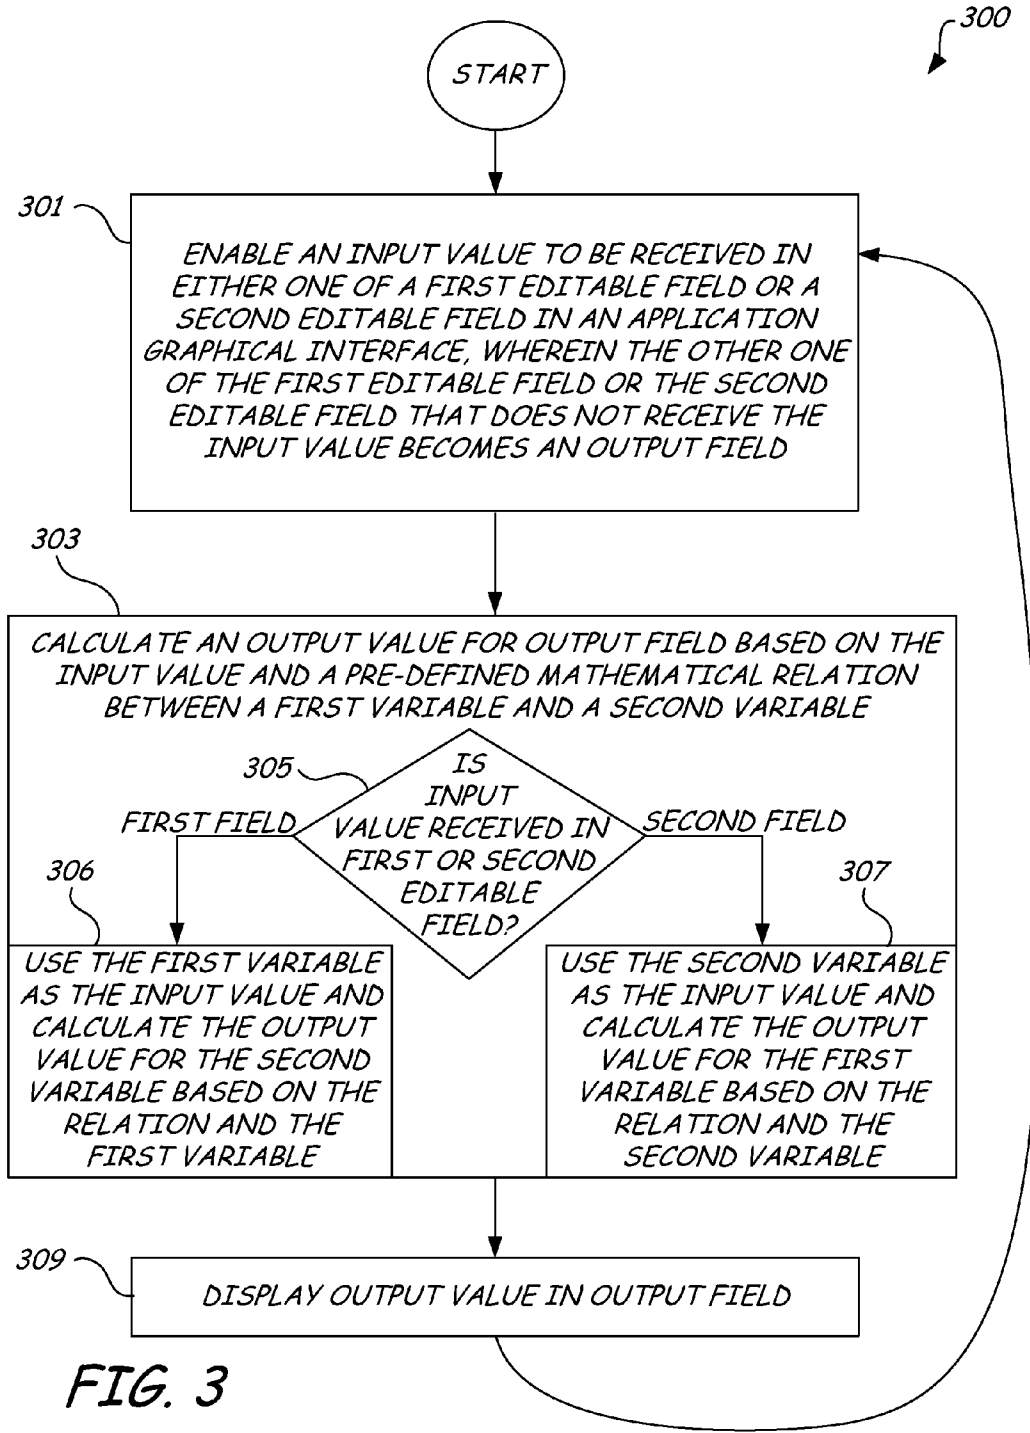 300
START
301
ENABLE AN INPUT VALUE TO BE RECEIVED IN
EITHER ONE OF A FIRST EDITABLE FIELD OR A
SECOND EDITABLE FIELD IN AN APPLICATION
GRAPHICAL INTERFACE, WHEREIN THE OTHER ONE
OF THE FIRST EDITABLE FIELD OR THE SECOND
EDITABLE FIELD THAT DOES NOT RECEIVE THE
INPUT VALUE BECOMES AN OUTPUT FIELD
303
CALCULATE AN OUTPUT VALUE FOR OUTPUT FIELD BASED ON THE
INPUT VALUE AND A PRE-DEFINED MATHEMATICAL RELATION
BETWEEN A FIRST VARIABLE AND A SECOND VARIABLE
305
IS
INPUT
VALUE RECEIVED IN
FIRST OR SECOND
EDITABLE
FIELD?
FIRST FIELD
SECOND FIELD
306
USE THE FIRST VARIABLE
AS THE INPUT VALUE AND
CALCULATE THE OUTPUT
VALUE FOR THE SECOND
VARIABLE BASED ON THE
RELATION AND THE
FIRST VARIABLE
307
USE THE SECOND VARIABLE
AS THE INPUT VALUE AND
CALCULATE THE OUTPUT
VALUE FOR THE FIRST
VARIABLE BASED ON THE
RELATION AND THE
SECOND VARIABLE
309
DISPLAY OUTPUT VALUE IN OUTPUT FIELD
FIG. 3